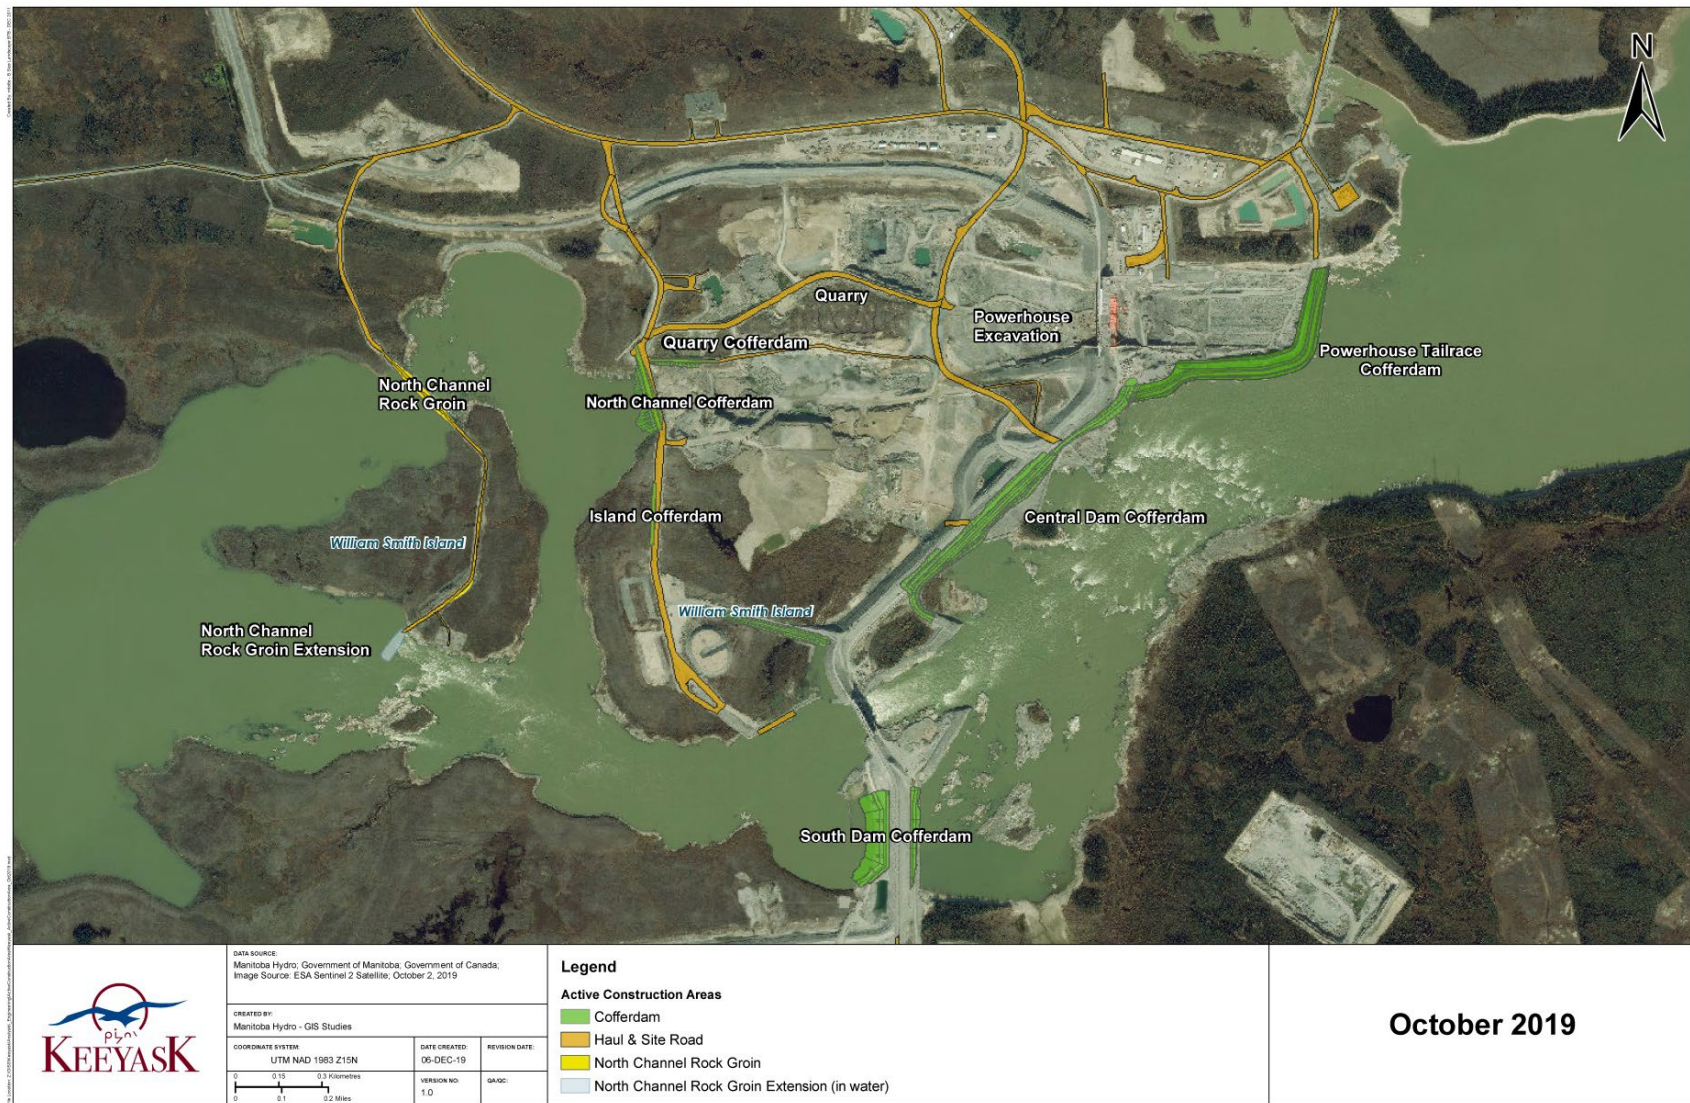 N
Quarry
Powerhouse
Excavation
Quarry Cofferdam
Powerhouse Tailrace
Cofferdam
North Channel
Rock Groin
North Channel Cofferdam
Island Cofferdam
Central Dam Cofferdam
William Smith Island
William Smith Island
North Channel
Rock Groin Extension
South Dam Cofferdam
KEEYASK
DATA SOURCE:
Manitoba Hydro; Government of Manitoba; Government of Canada;
Image Source: ESA Sentinel 2 Satellite; October 2, 2019
CREATED BY:
Manitoba Hydro - GIS Studies
COORDINATE SYSTEM:
UTM NAD 1983 Z15N
DATE CREATED:
06-DEC-19
REVISION DATE:
0 0.15 0.3 Kilometres
0 0.1 0.2 Miles
VERSION NO:
1.0
QA/QC:
Legend
Active Construction Areas
Cofferdam
Haul & Site Road
North Channel Rock Groin
North Channel Rock Groin Extension (in water)
October 2019